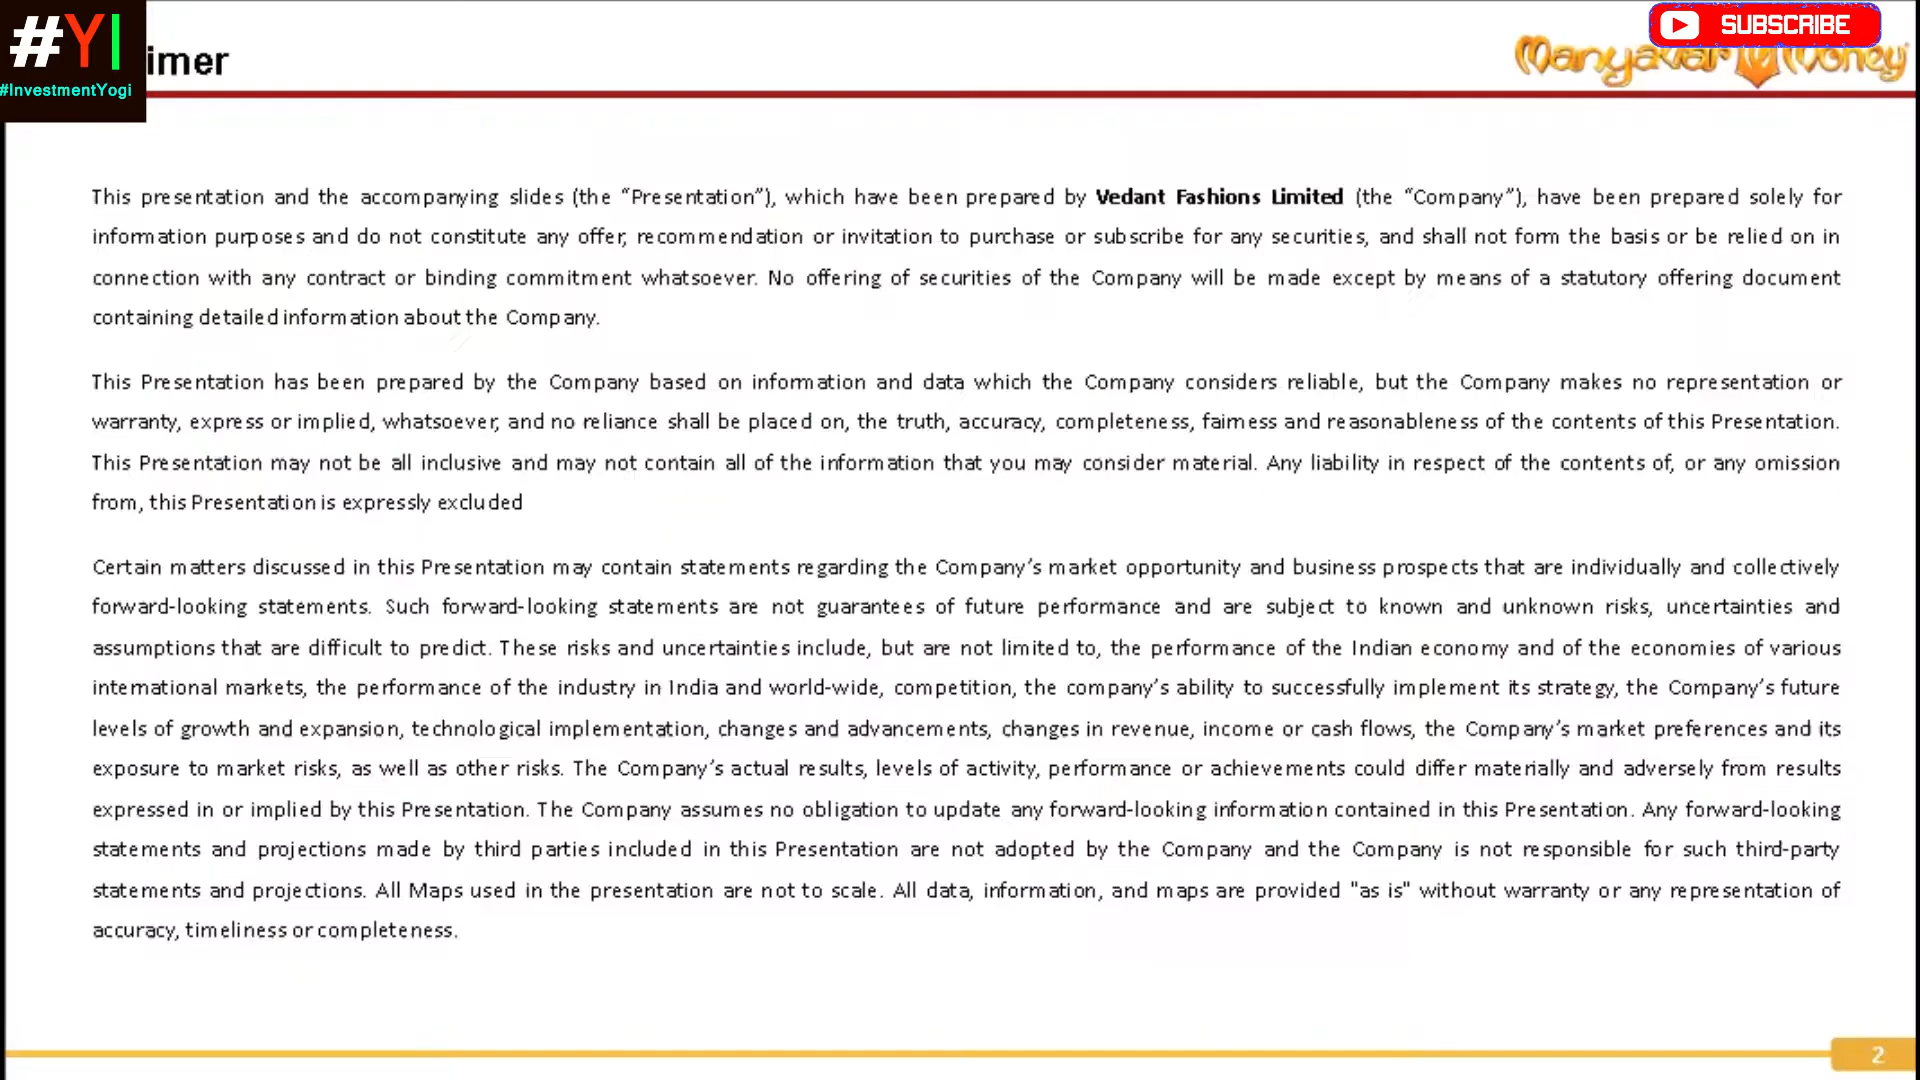 #YI
#InvestmentYogi
imer
SUBSCRIBE
Manyavar Mohey
This presentation and the accompanying slides (the “Presentation”), which have been prepared by Vedant Fashions Limited (the “Company”), have been prepared solely for
information purposes and do not constitute any offer, recommendation or invitation to purchase or subscribe for any securities, and shall not form the basis or be relied on in
connection with any contract or binding commitment whatsoever. No offering of securities of the Company will be made except by means of a statutory offering document
containing detailed information about the Company.
This Presentation has been prepared by the Company based on information and data which the Company considers reliable, but the Company makes no representation or
warranty, express or implied, whatsoever, and no reliance shall be placed on, the truth, accuracy, completeness, fairness and reasonableness of the contents of this Presentation.
This Presentation may not be all inclusive and may not contain all of the information that you may consider material. Any liability in respect of the contents of, or any omission
from, this Presentation is expressly excluded
Certain matters discussed in this Presentation may contain statements regarding the Company’s market opportunity and business prospects that are individually and collectively
forward-looking statements. Such forward-looking statements are not guarantees of future performance and are subject to known and unknown risks, uncertainties and
assumptions that are difficult to predict. These risks and uncertainties include, but are not limited to, the performance of the Indian economy and of the economies of various
international markets, the performance of the industry in India and world-wide, competition, the company’s ability to successfully implement its strategy, the Company’s future
levels of growth and expansion, technological implementation, changes and advancements, changes in revenue, income or cash flows, the Company’s market preferences and its
exposure to market risks, as well as other risks. The Company’s actual results, levels of activity, performance or achievements could differ materially and adversely from results
expressed in or implied by this Presentation. The Company assumes no obligation to update any forward-looking information contained in this Presentation. Any forward-looking
statements and projections made by third parties included in this Presentation are not adopted by the Company and the Company is not responsible for such third-party
statements and projections. All Maps used in the presentation are not to scale. All data, information, and maps are provided "as is" without warranty or any representation of
accuracy, timeliness or completeness.
2